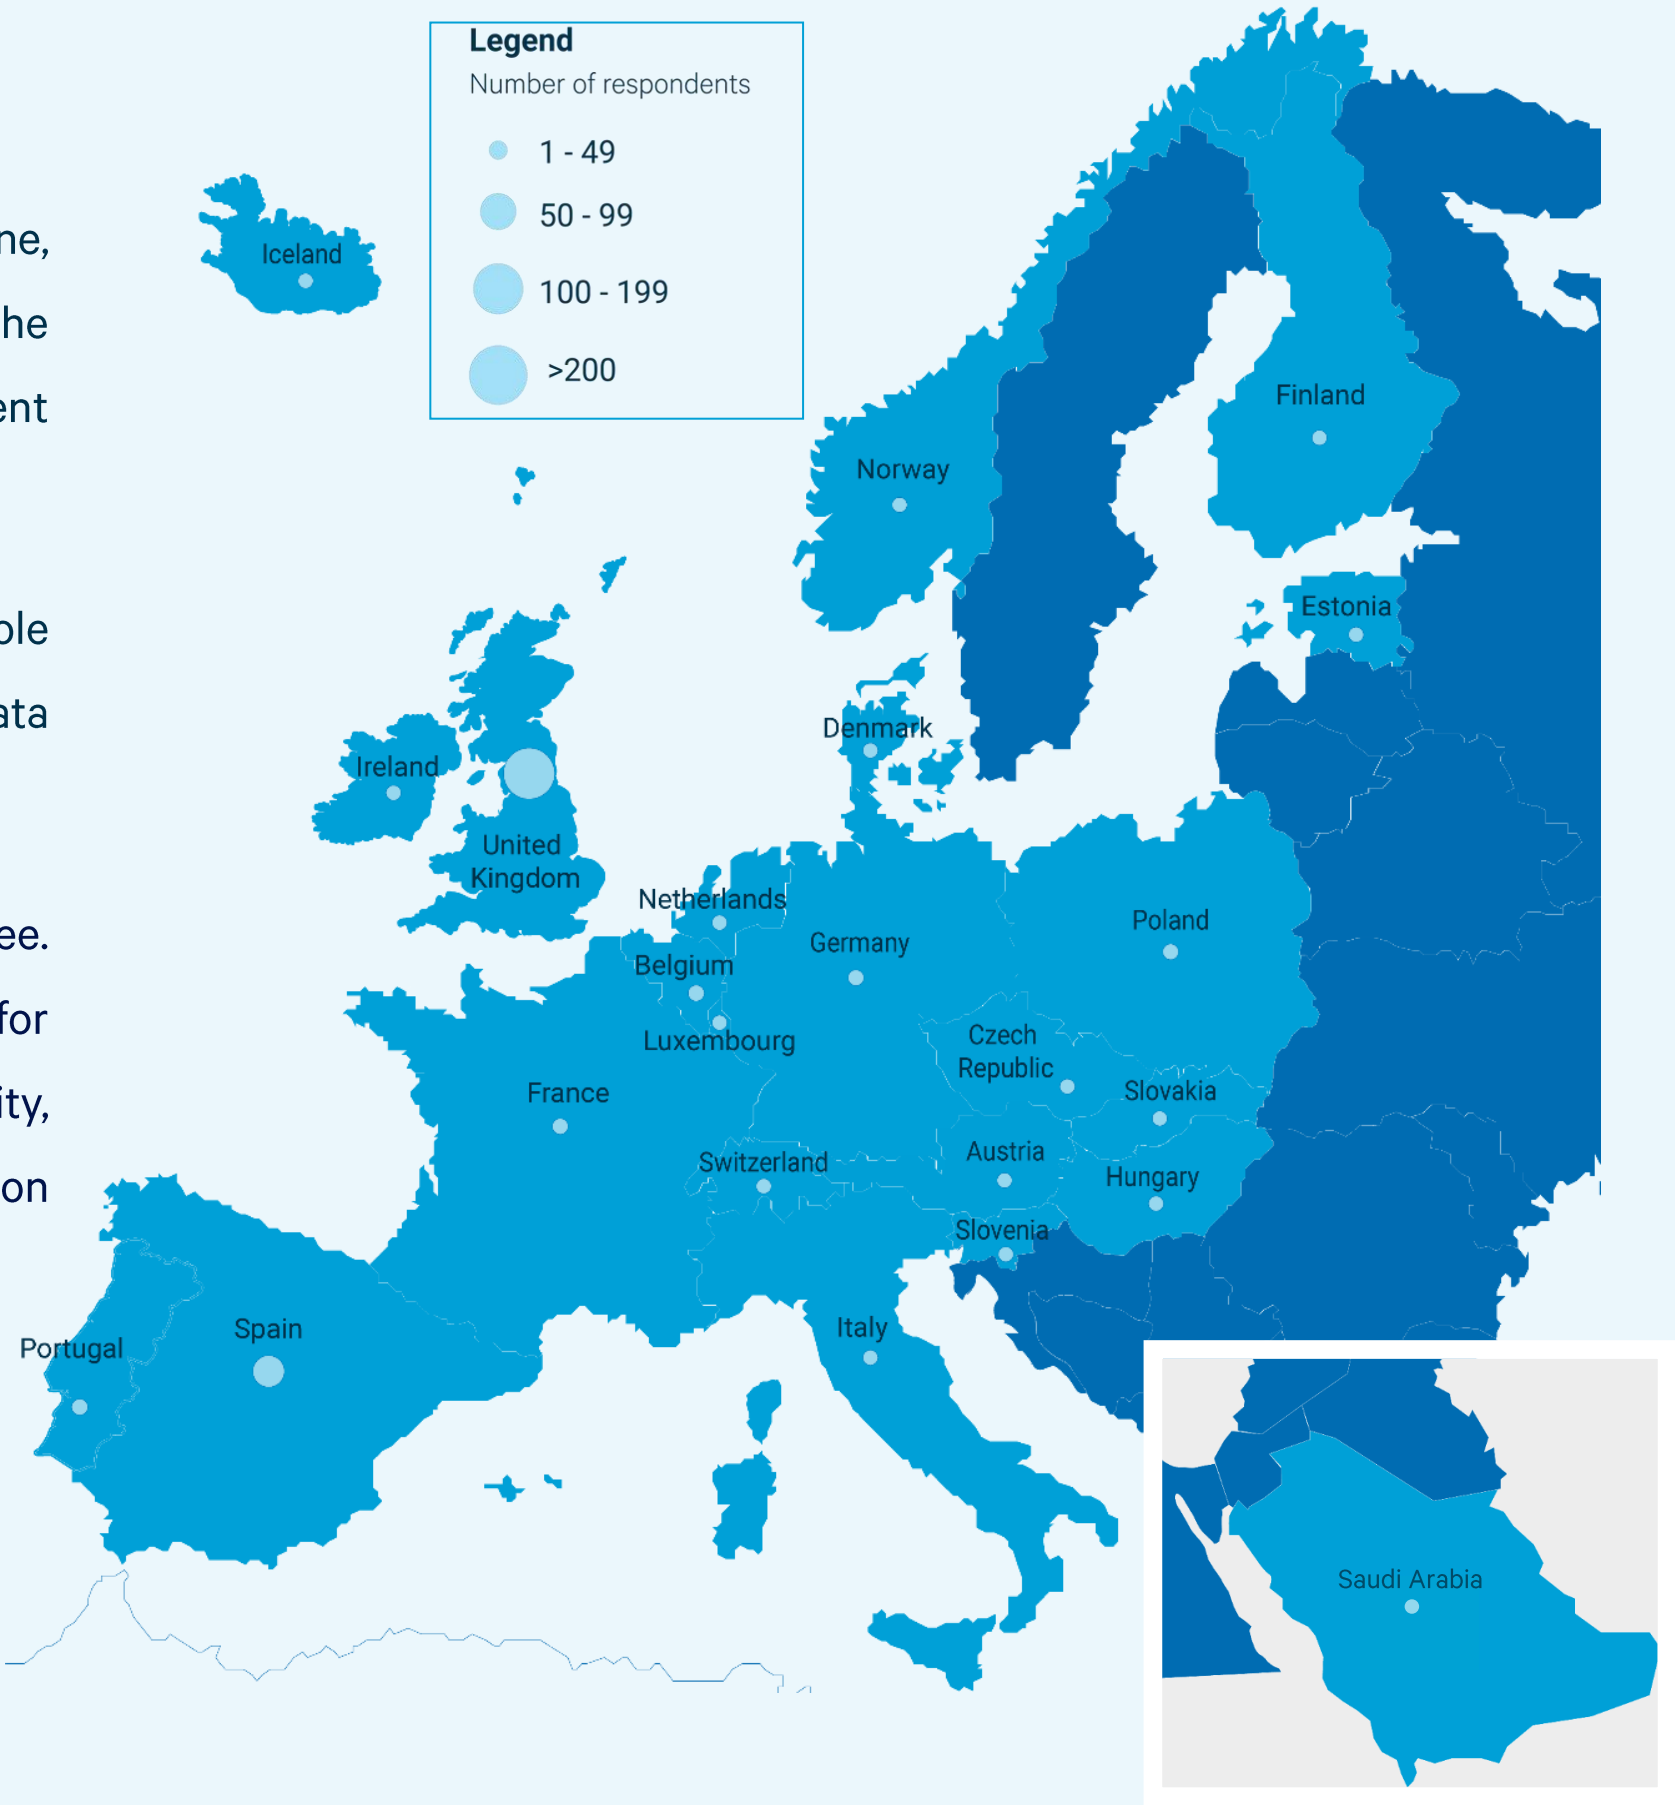 Legend
Number of respondents
1 - 49
50 - 99
100 - 199
>200
ne,
he
ent
ole
ata
ee.
for
ity,
on
Iceland
Finland
Norway
Estonia
Denmark
Ireland
United
Kingdom
Netherlands
Poland
Germany
Belgium
Czech
Republic
Luxembourg
Slovakia
France
Austria
Switzerland
Hungary
Slovenia
Spain
Italy
Portugal
Saudi Arabia